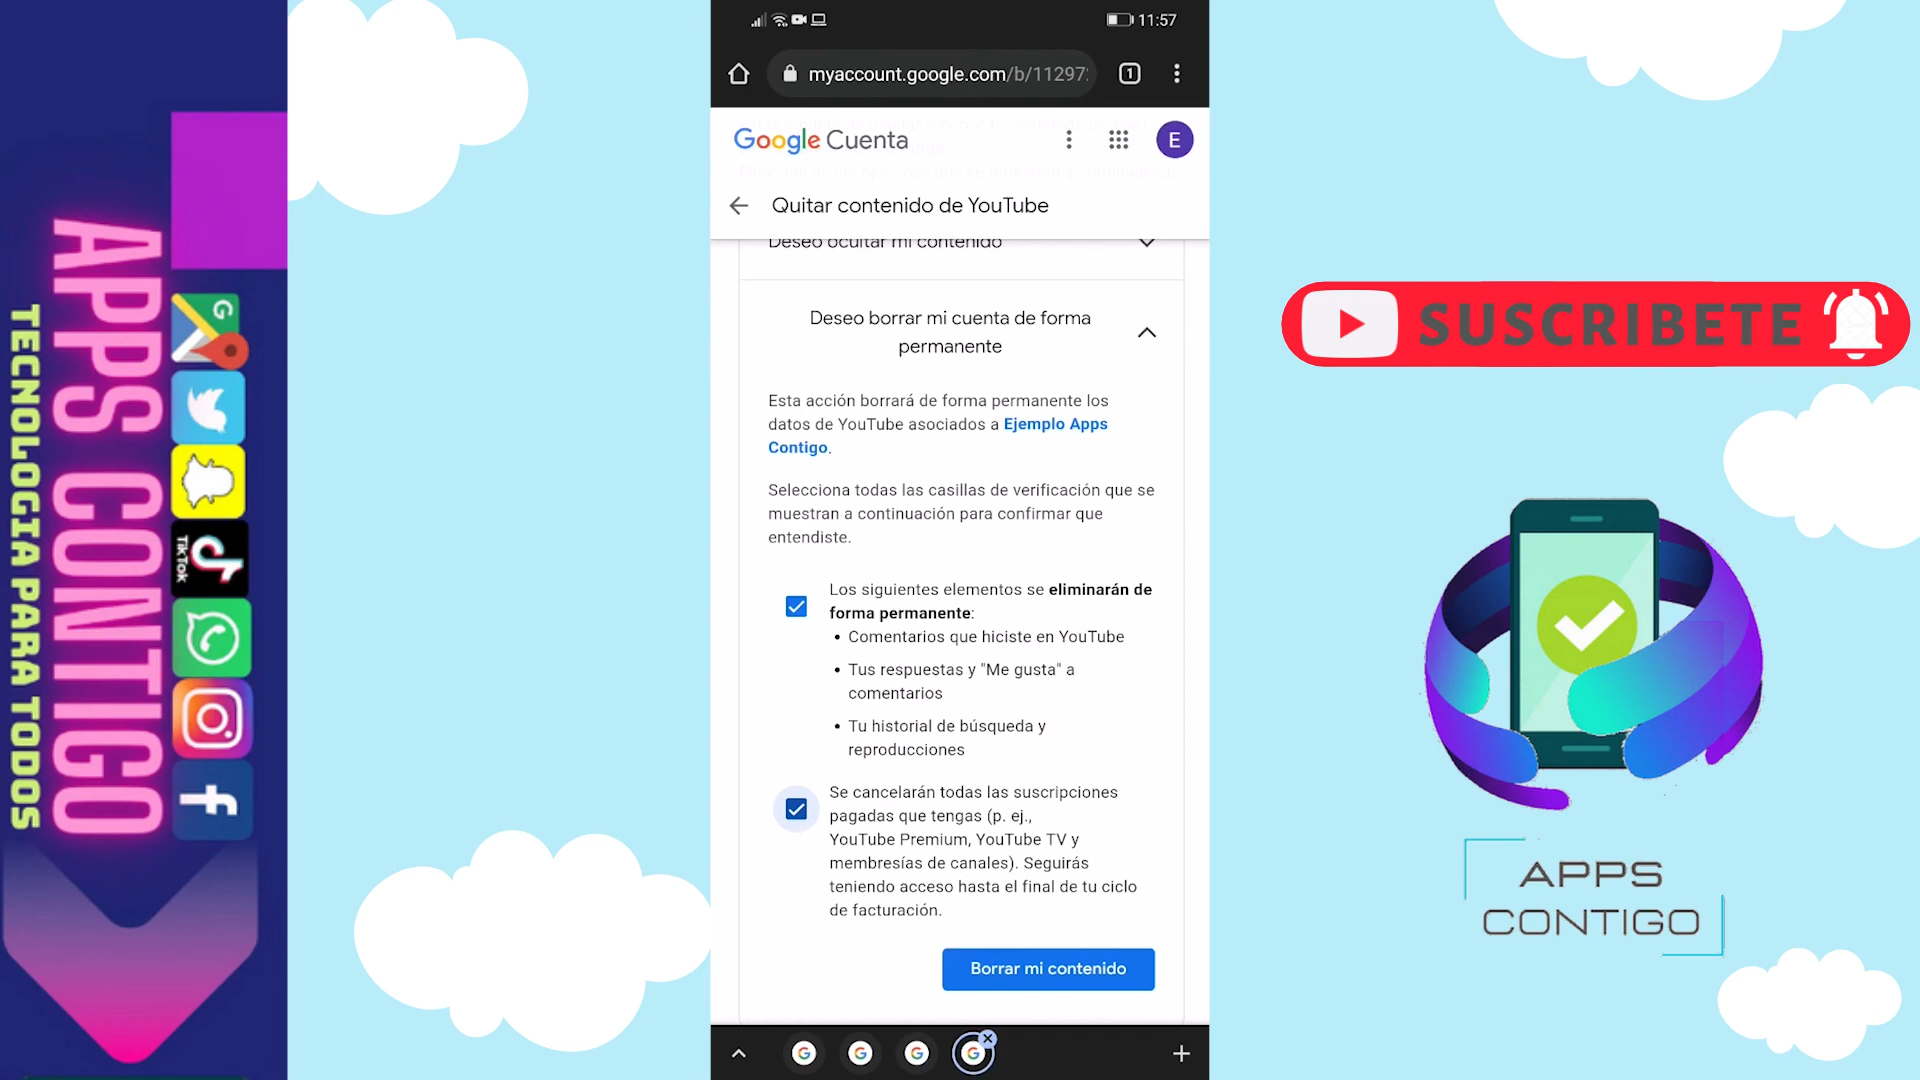 APPS CONTIGO
TECNOLOGIA PARA TODOS
TikTok
11:57
myaccount.google.com/b/11297
1
Google Cuenta
E
Quitar contenido de YouTube
Deseo ocultar mi contenido
Deseo borrar mi cuenta de forma
permanente
Esta acción borrará de forma permanente los
datos de YouTube asociados a Ejemplo Apps
Contigo.
Selecciona todas las casillas de verificación que se
muestran a continuación para confirmar que
entendiste.
Los siguientes elementos se eliminarán de
forma permanente:
• Comentarios que hiciste en YouTube
• Tus respuestas y "Me gusta" a
comentarios
• Tu historial de búsqueda y
reproducciones
Se cancelarán todas las suscripciones
pagadas que tengas (p. ej.,
YouTube Premium, YouTube TV y
membresías de canales). Seguirás
teniendo acceso hasta el final de tu ciclo
de facturación.
Borrar mi contenido
SUSCRIBETE
APPS
CONTIGO